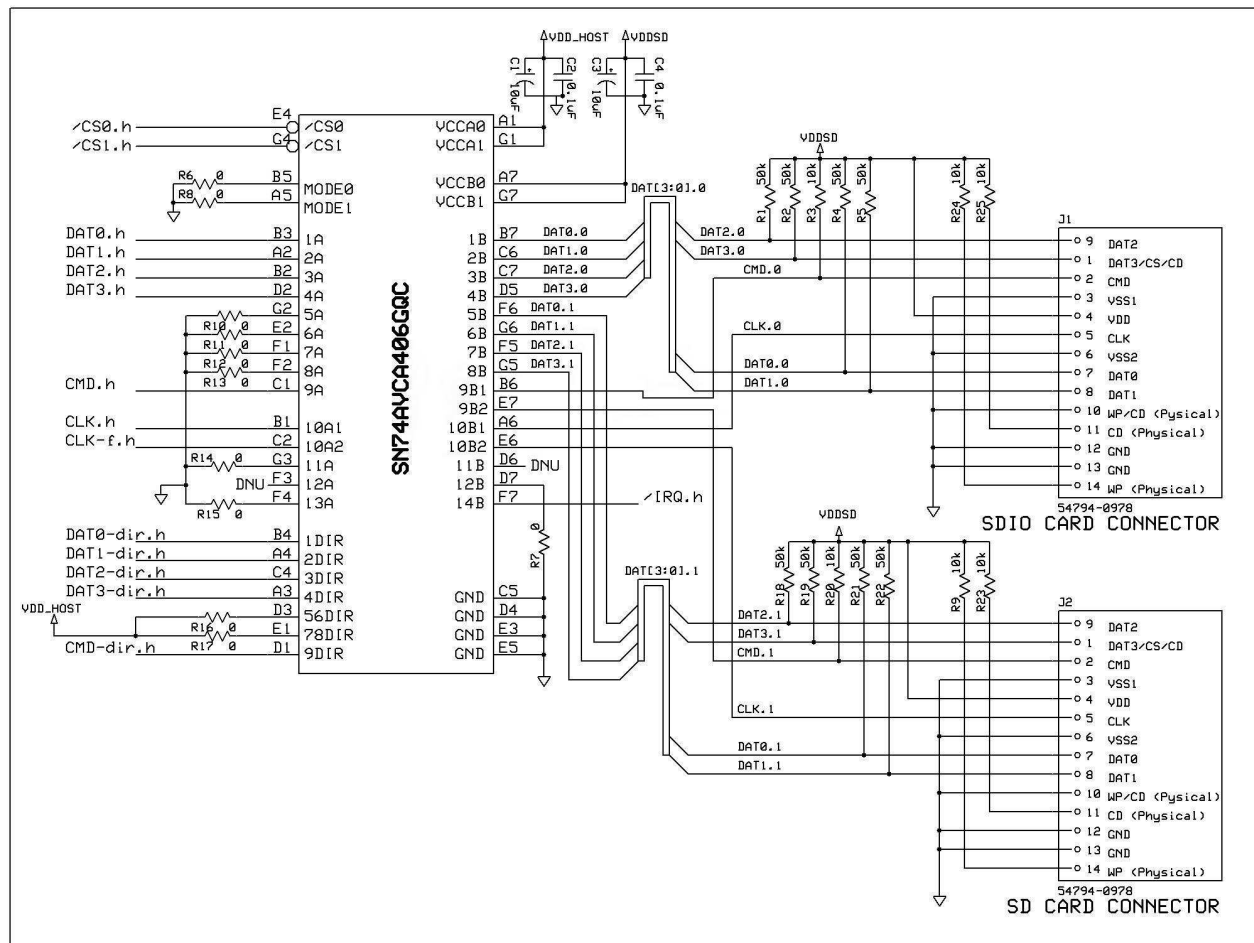 VDD_HOST
VDDSD
C1 10uF
C2 0.1uF
C3 10uF
C4 0.1uF
/CS0.h E4 /CS0
/CS1.h G4 /CS1
R6 0 B5 MODE0
R8 0 A5 MODE1
DAT0.h B3 1A
DAT1.h A2 2A
DAT2.h B2 3A
DAT3.h D2 4A
G2 5A
R10 0 E2 6A
R11 0 F1 7A
R12 0 F2 8A
R13 0
CMD.h C1 9A
CLK.h B1 10A1
CLK-f.h C2 10A2
R14 0 G3 11A
DNU F3 12A
F4 13A
R15 0
DAT0-dir.h B4 1DIR
DAT1-dir.h A4 2DIR
DAT2-dir.h C4 3DIR
DAT3-dir.h A3 4DIR
VDD_HOST
D3 56DIR
R16 0 E1 78DIR
R17 0
CMD-dir.h D1 9DIR
SN74AVCA406GQC
VCCA0 A1
VCCA1 G1
VCCB0 A7
VCCB1 G7
1B B7 DAT0.0
2B C6 DAT1.0
3B C7 DAT2.0
4B D5 DAT3.0
5B F6 DAT0.1
6B G6 DAT1.1
7B F5 DAT2.1
8B G5 DAT3.1
9B1 B6
9B2 E7
10B1 A6
10B2 E6
11B D6 DNU
12B D7
14B F7 /IRQ.h
R7 0
GND C5
GND D4
GND E3
GND E5
DAT[3:0].0
VDDSD
50k R1
50k R2
10k R3
50k R4
50k R5
10k R24
10k R25
DAT2.0
DAT3.0
CMD.0
CLK.0
DAT0.0
DAT1.0
J1
9 DAT2
1 DAT3/CS/CD
2 CMD
3 VSS1
4 VDD
5 CLK
6 VSS2
7 DAT0
8 DAT1
10 WP/CD (Pysical)
11 CD (Physical)
12 GND
13 GND
14 WP (Physical)
54794-0978
SDIO CARD CONNECTOR
DAT[3:0].1
VDDSD
50k R18
50k R19
10k R20
50k R21
50k R22
10k R9
10k R23
DAT2.1
DAT3.1
CMD.1
CLK.1
DAT0.1
DAT1.1
J2
9 DAT2
1 DAT3/CS/CD
2 CMD
3 VSS1
4 VDD
5 CLK
6 VSS2
7 DAT0
8 DAT1
10 WP/CD (Pysical)
11 CD (Physical)
12 GND
13 GND
14 WP (Physical)
54794-0978
SD CARD CONNECTOR